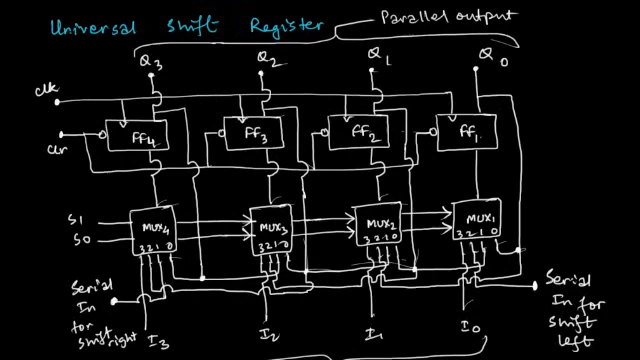 Universal Shift Register
Parallel output
Q3 Q2 Q1 Q0
Clk
Clr
FF4 FF3 FF2 FF1
S1
S0
MUX4 MUX3 MUX2 MUX1
3 2 1 0 3 2 1 0 3 2 1 0 3 2 1 0
Serial
In
for
shift right
I3 I2 I1 I0
Serial
In for
shift
left